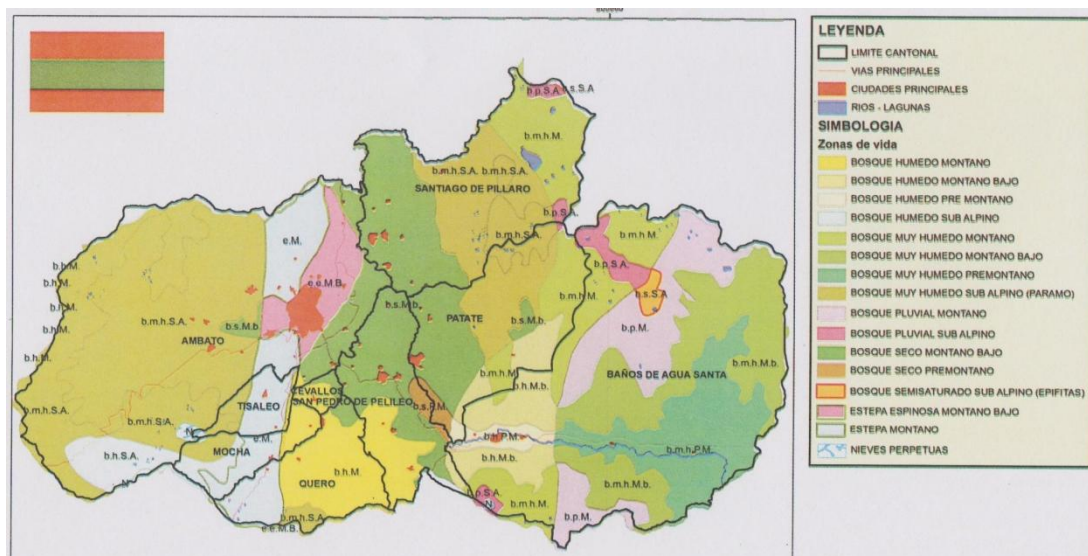 b.p.S.A
e.s.S.A
b.m.h.M.
b.m.h.S.A.
b.m.h.S.A.
SANTIAGO DE PILLARO
b.p.S.A.
b.m.h.S.A.
b.m.h.M.
e.M.
b.p.S.A.
b.h.M.
b.h.M.
e.e.M.B.
b.s.M.b.
b.m.h.M.
b.h.M.
b.m.h.S.A.
b.s.M.b
PATATE
b.s.M.b.
b.p.M.
AMBATO
b.h.M.
b.m.h.M.
b.m.h.M.b.
b.h.M.b.
BAÑOS DE AGUA SANTA
CEVALLOS
SAN PEDRO DE PELILEO
TISALEO
b.m.h.S.A.
b.s.P.M.
b.m.h.S/A.
N
e.M.
b.h.P.M.
b.m.h.P.M.
MOCHA
b.h.S.A.
b.h.M.
b.h.M.b.
QUERO
N
b.p.S.A.
N.
b.m.h.M.b.
b.m.h.M.
b.m.h.S.A.
b.p.M.
e.e.M.B.
LEYENDA
LIMITE CANTONAL
VIAS PRINCIPALES
CIUDADES PRINCIPALES
RIOS - LAGUNAS
SIMBOLOGIA
Zonas de vida
BOSQUE HUMEDO MONTANO
BOSQUE HUMEDO MONTANO BAJO
BOSQUE HUMEDO PRE MONTANO
BOSQUE HUMEDO SUB ALPINO
BOSQUE MUY HUMEDO MONTANO
BOSQUE MUY HUMEDO MONTANO BAJO
BOSQUE MUY HUMEDO PREMONTANO
BOSQUE MUY HUMEDO SUB ALPINO (PARAMO)
BOSQUE PLUVIAL MONTANO
BOSQUE PLUVIAL SUB ALPINO
BOSQUE SECO MONTANO BAJO
BOSQUE SECO PREMONTANO
BOSQUE SEMISATURADO SUB ALPINO (EPIFITAS)
ESTEPA ESPINOSA MONTANO BAJO
ESTEPA MONTANO
NIEVES PERPETUAS